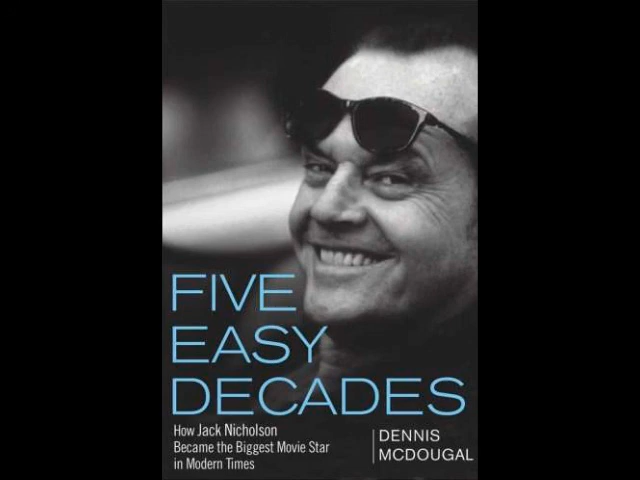 FIVE
EASY
DECADES
How Jack Nicholson
Became the Biggest Movie Star
in Modern Times
DENNIS
MCDOUGAL